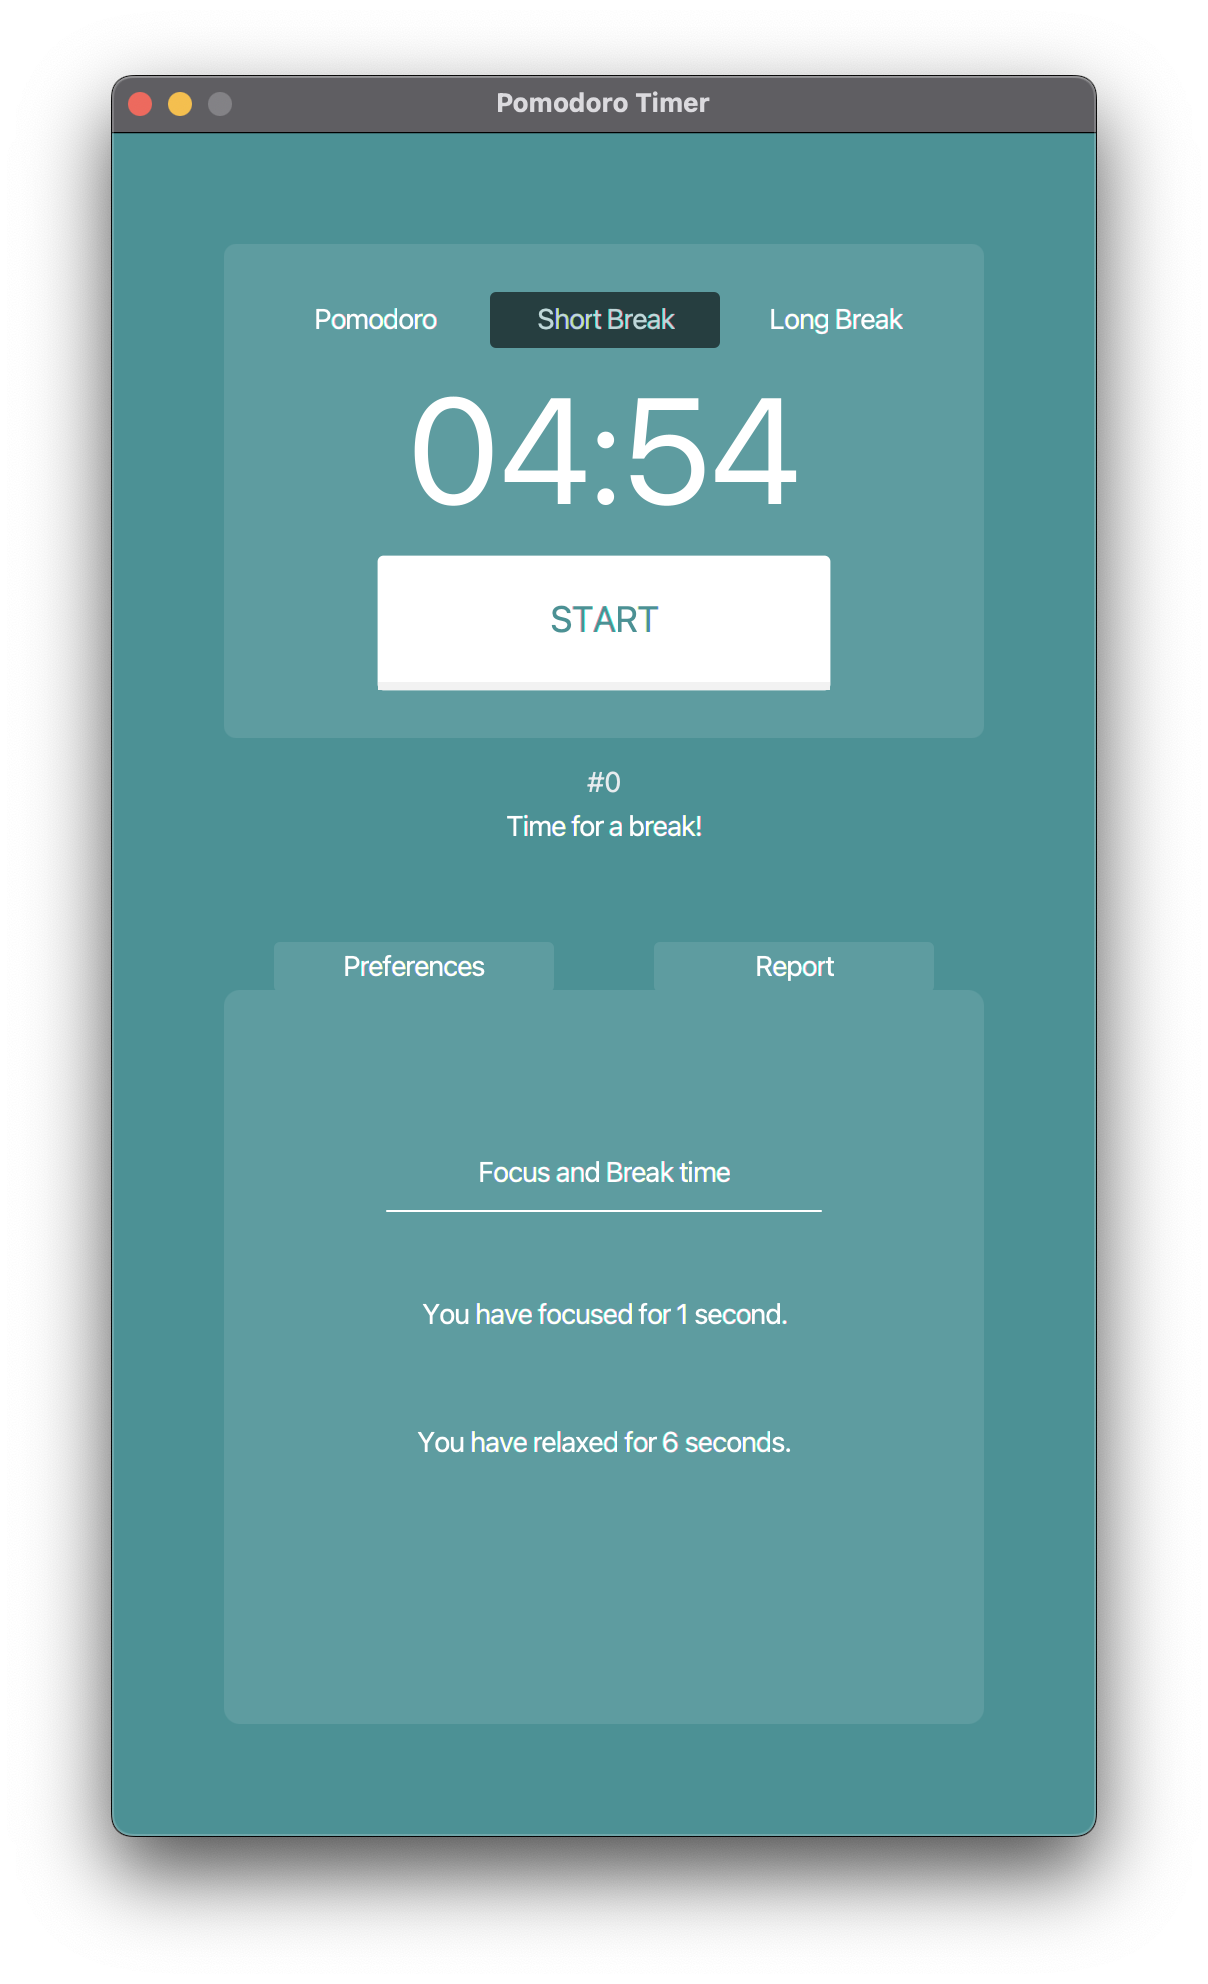 Pomodoro Timer
Pomodoro Short Break Long Break
04:54
START
#0
Time for a break!
Preferences Report
Focus and Break time
You have focused for 1 second.
You have relaxed for 6 seconds.